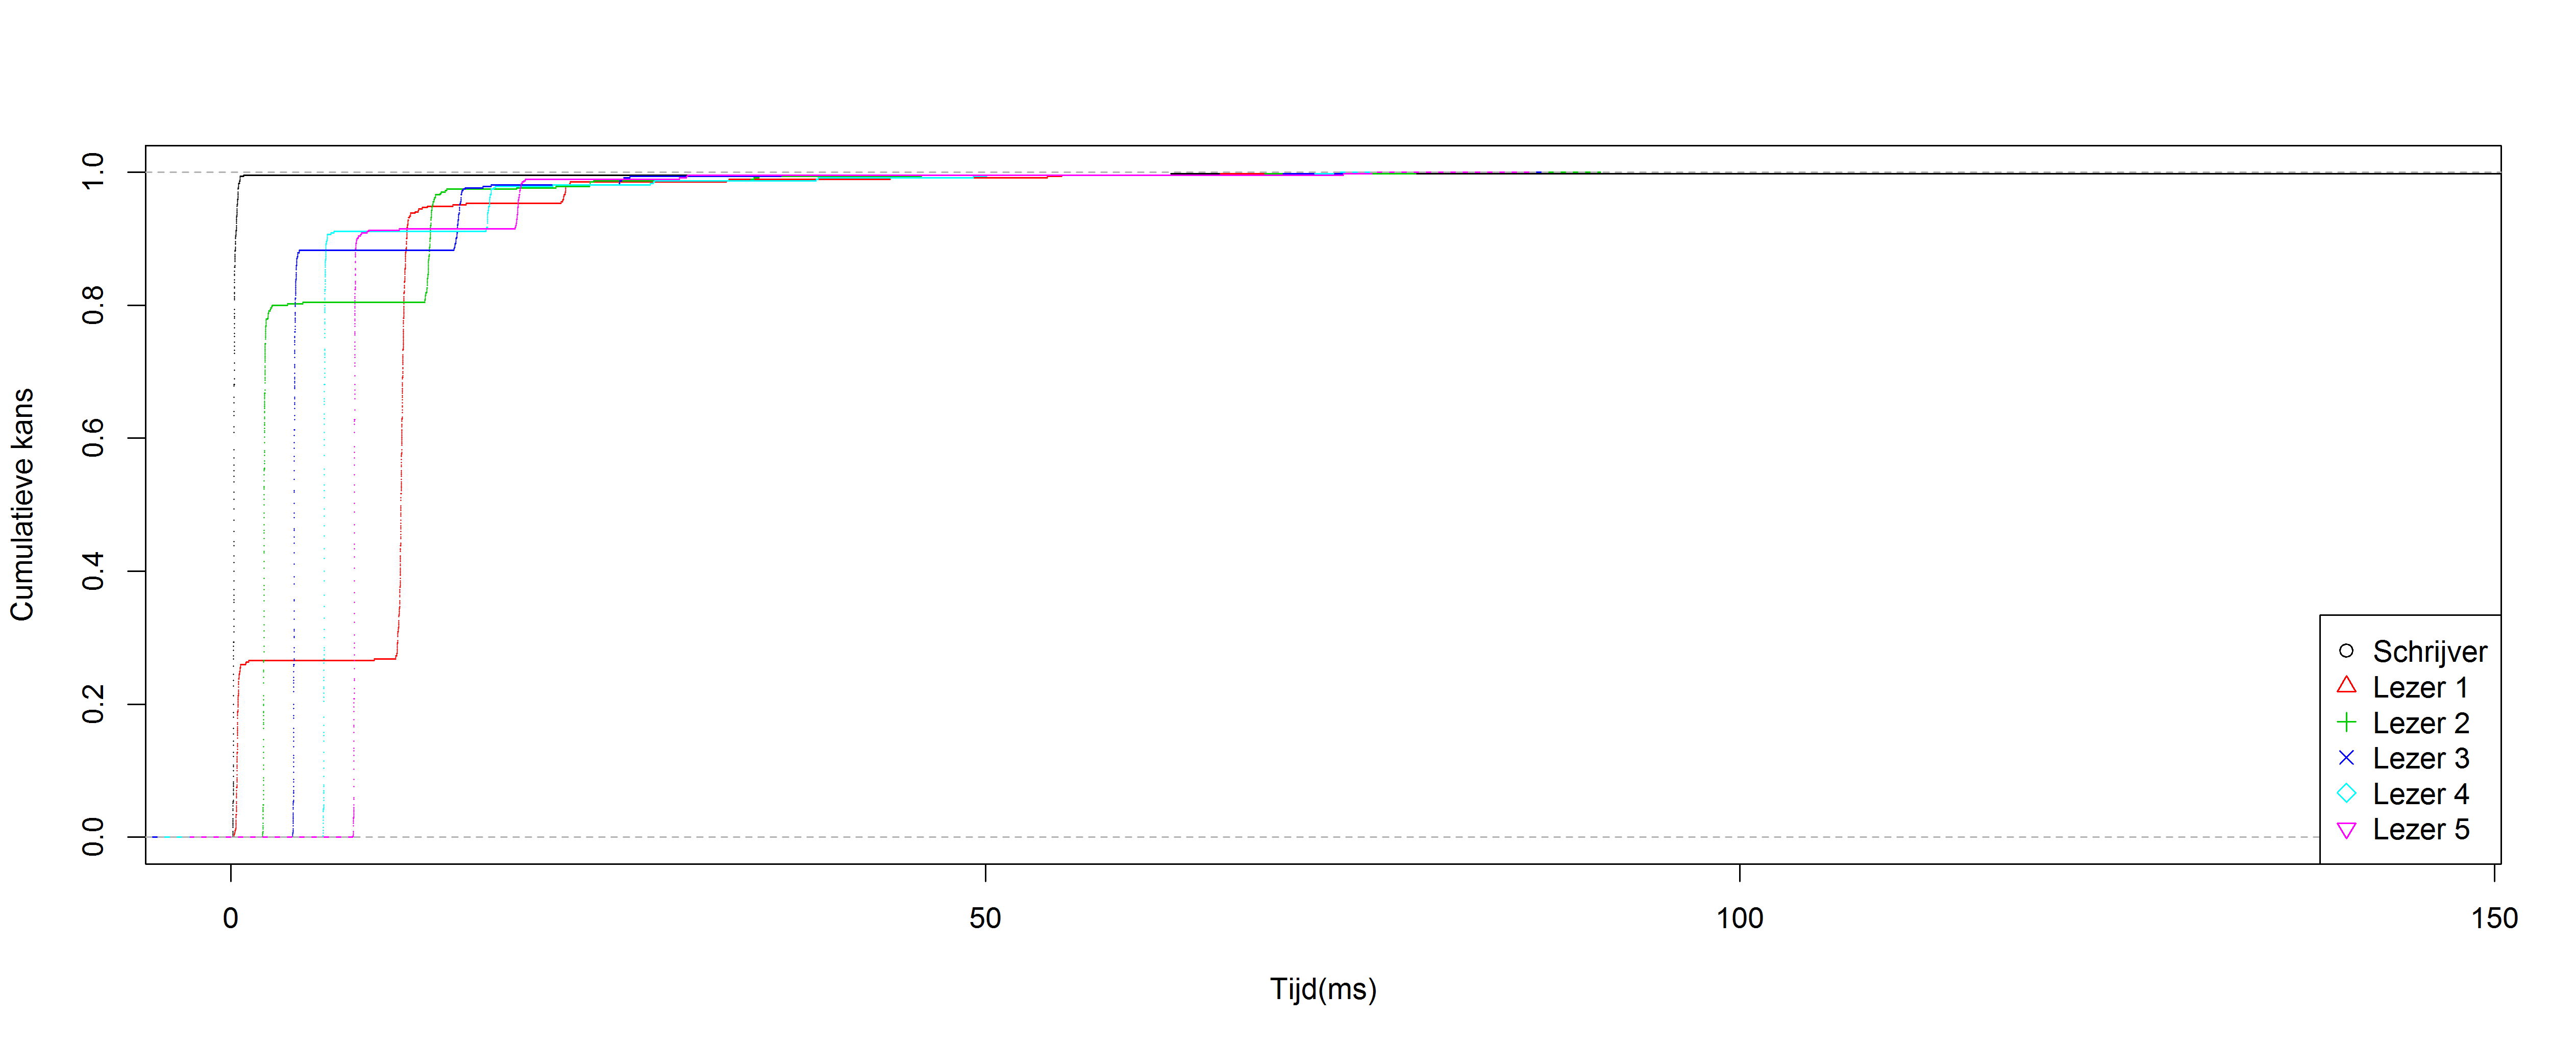 1.0
0.8
0.6
0.4
0.2
0.0
Cumulatieve kans
0 50 100 150
Tijd(ms)
Schrijver
Lezer 1
Lezer 2
Lezer 3
Lezer 4
Lezer 5